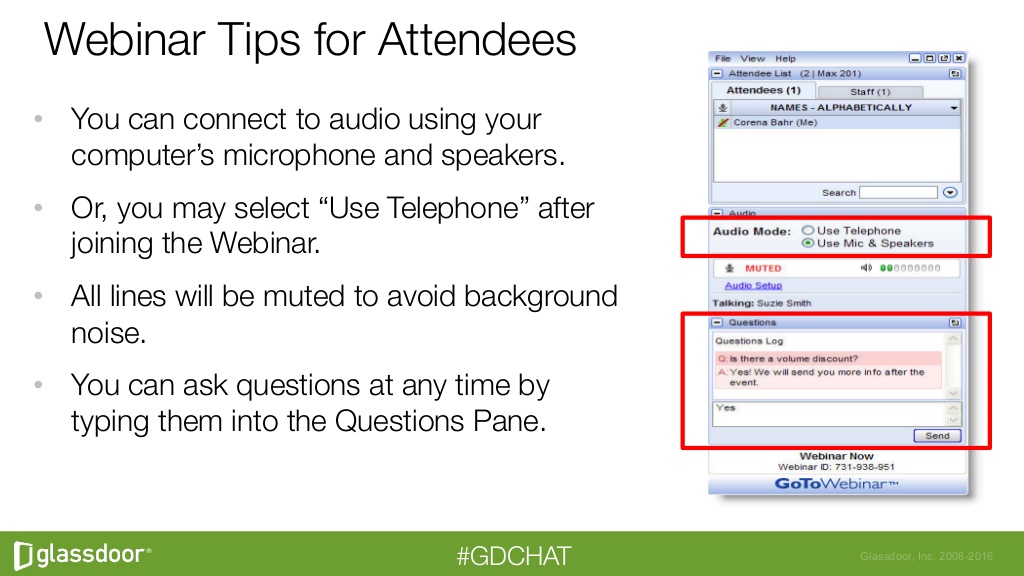 Webinar Tips for Attendees
• You can connect to audio using your
computer’s microphone and speakers.
• Or, you may select “Use Telephone” after
joining the Webinar.
• All lines will be muted to avoid background
noise.
• You can ask questions at any time by
typing them into the Questions Pane.
File View Help
Attendee List (2 | Max 201)
Attendees (1) Staff (1)
NAMES - ALPHABETICALLY
Corena Bahr (Me)
Search
Audio
Audio Mode: Use Telephone
Use Mic & Speakers
MUTED
Audio Setup
Talking: Suzie Smith
Questions
Questions Log
Q: Is there a volume discount?
A: Yes! We will send you more info after the
event.
Yes
Send
Webinar Now
Webinar ID: 731-938-951
GoToWebinar™
glassdoor®
#GDCHAT
Glassdoor, Inc. 2008-2016